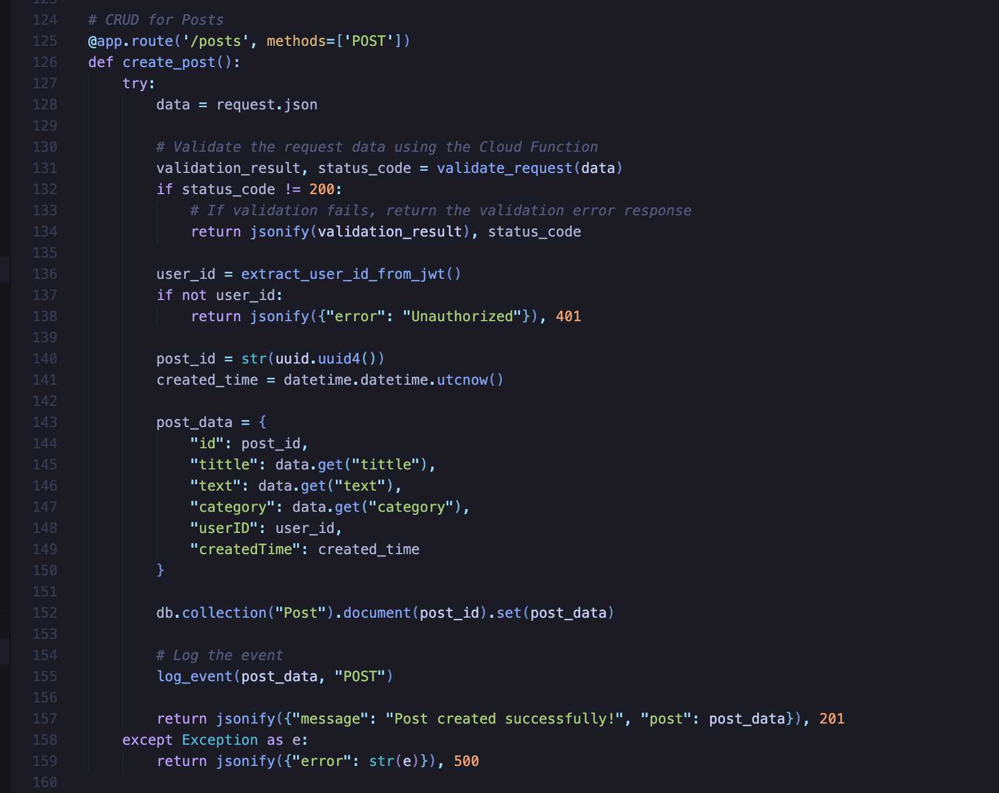 123
124 # CRUD for Posts
125 @app.route('/posts', methods=['POST'])
126 def create_post():
127     try:
128         data = request.json
129
130         # Validate the request data using the Cloud Function
131         validation_result, status_code = validate_request(data)
132         if status_code != 200:
133             # If validation fails, return the validation error response
134             return jsonify(validation_result), status_code
135
136         user_id = extract_user_id_from_jwt()
137         if not user_id:
138             return jsonify({"error": "Unauthorized"}), 401
139
140         post_id = str(uuid.uuid4())
141         created_time = datetime.datetime.utcnow()
142
143         post_data = {
144             "id": post_id,
145             "tittle": data.get("tittle"),
146             "text": data.get("text"),
147             "category": data.get("category"),
148             "userID": user_id,
149             "createdTime": created_time
150         }
151
152         db.collection("Post").document(post_id).set(post_data)
153
154         # Log the event
155         log_event(post_data, "POST")
156
157         return jsonify({"message": "Post created successfully!", "post": post_data}), 201
158     except Exception as e:
159         return jsonify({"error": str(e)}), 500
160